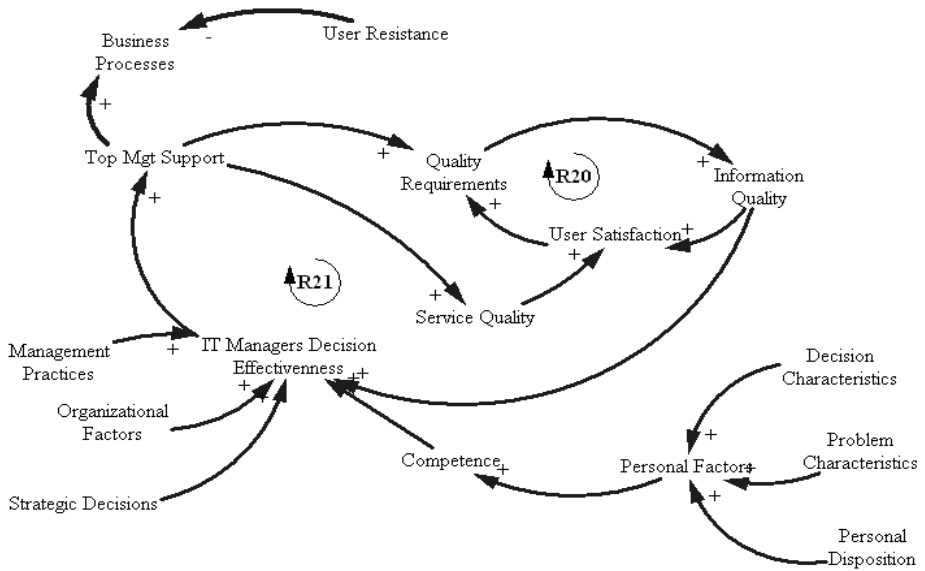 Business
Processes
-
User Resistance
+
Top Mgt Support
+
Quality
Requirements
R20
+
Information
Quality
+
+
User Satisfaction
+
+
R21
+
Service Quality
Management
Practices
+
IT Managers Decision
Effectivenness
+
+
++
Organizational
Factors
Strategic Decisions
Competence
+
Decision
Characteristics
+
Personal Factors
+
Problem
Characteristics
+
Personal
Disposition